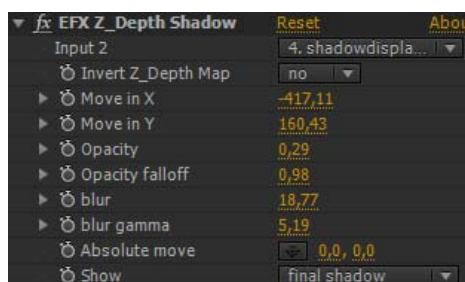 fx EFX Z_Depth Shadow Reset Abou
Input 2 4. shadowdispla...
Invert Z_Depth Map no
Move in X -417,11
Move in Y 160,43
Opacity 0,29
Opacity falloff 0,98
blur 18,77
blur gamma 5,19
Absolute move 0,0, 0,0
Show final shadow